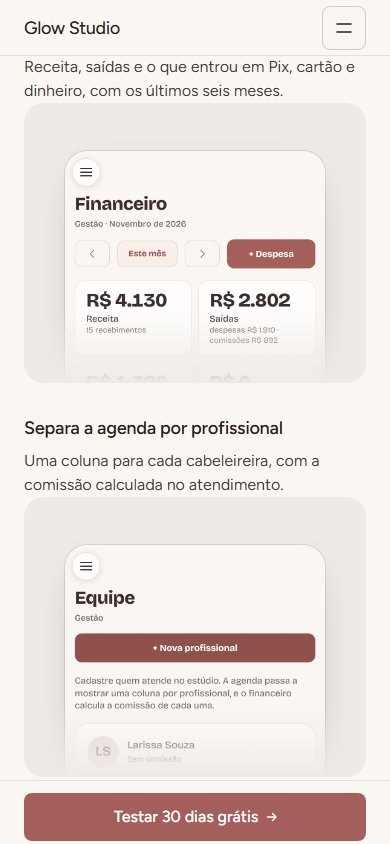 Glow Studio
Receita, saídas e o que entrou em Pix, cartão e
dinheiro, com os últimos seis meses.
Financeiro
Gestão · Novembro de 2026
Este mês
+ Despesa
R$ 4.130
Receita
15 recebimentos
R$ 2.802
Saídas
despesas R$ 1.910 ·
comissões R$ 892
Separa a agenda por profissional
Uma coluna para cada cabeleireira, com a
comissão calculada no atendimento.
Equipe
Gestão
+ Nova profissional
Cadastre quem atende no estúdio. A agenda passa a
mostrar uma coluna por profissional, e o financeiro
calcula a comissão de cada uma.
LS
Larissa Souza
Sem comissão
Testar 30 dias grátis →